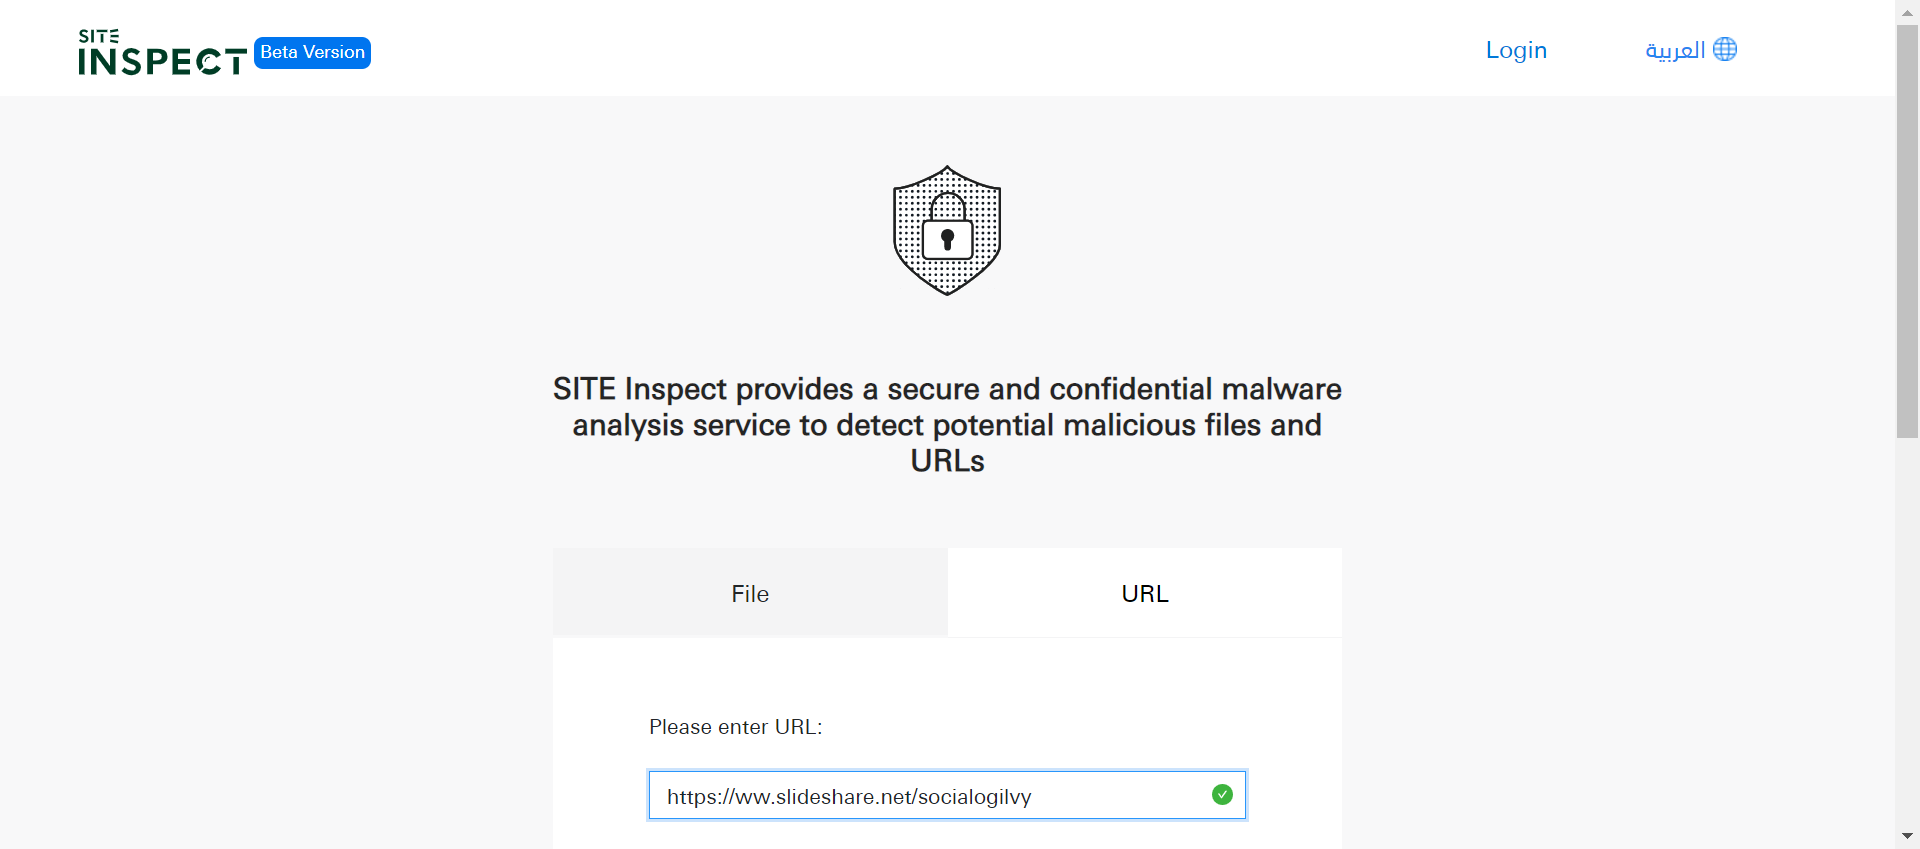 SITE
INSPECT
Beta Version
Login
العربية
SITE Inspect provides a secure and confidential malware
analysis service to detect potential malicious files and
URLs
File
URL
Please enter URL:
https://ww.slideshare.net/socialogilvy